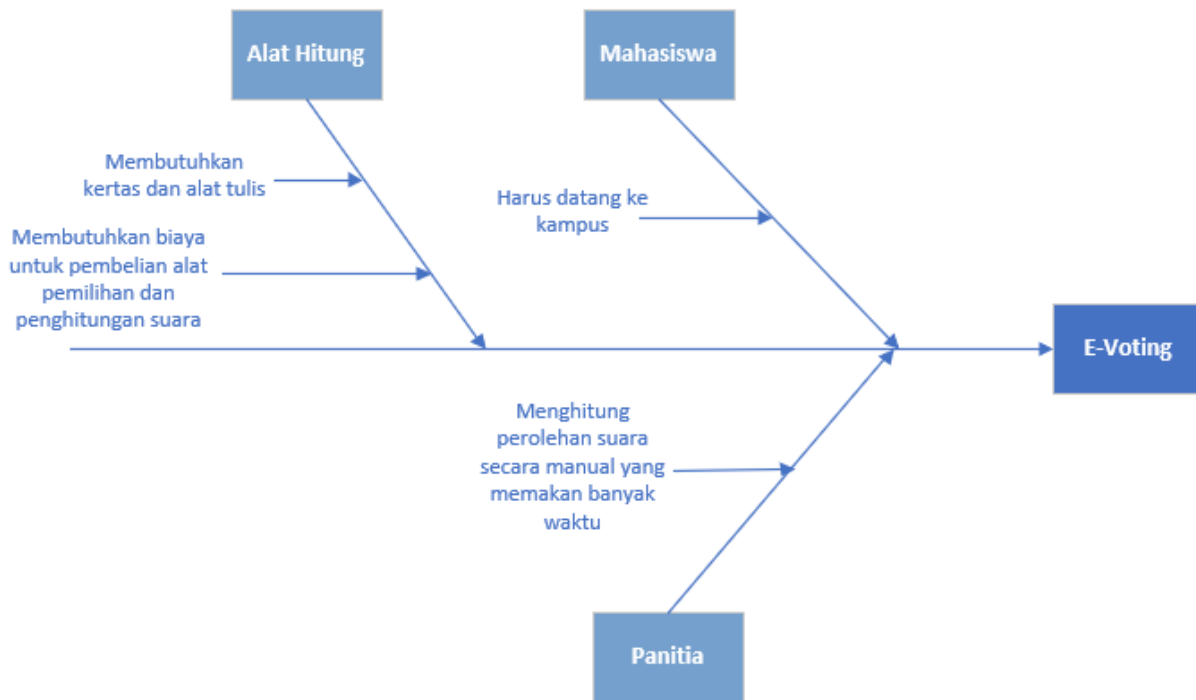 Alat Hitung
Mahasiswa
Membutuhkan
kertas dan alat tulis
Harus datang ke
kampus
Membutuhkan biaya
untuk pembelian alat
pemilihan dan
penghitungan suara
E-Voting
Menghitung
perolehan suara
secara manual yang
memakan banyak
waktu
Panitia